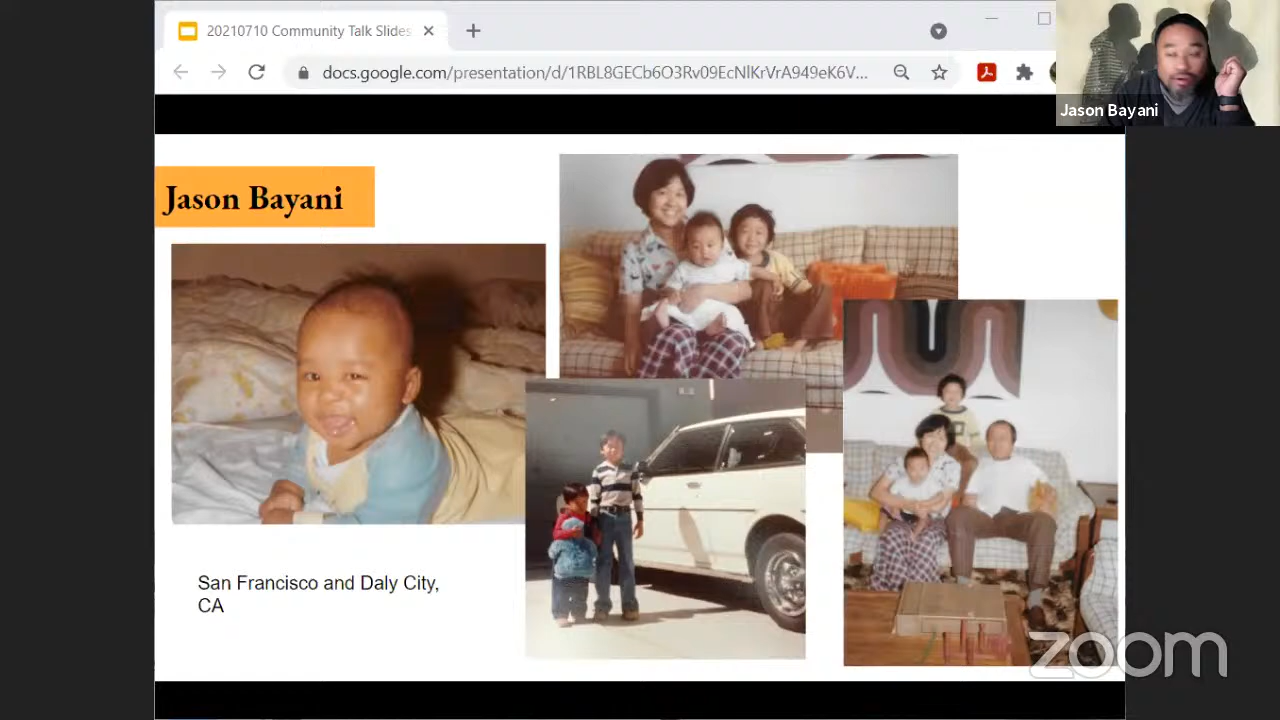 20210710 Community Talk Slides
docs.google.com/presentation/d/1RBL8GECb6O3Rv09EcNlKrVrA949eK6V...
Jason Bayani
Jason Bayani
San Francisco and Daly City,
CA
zoom